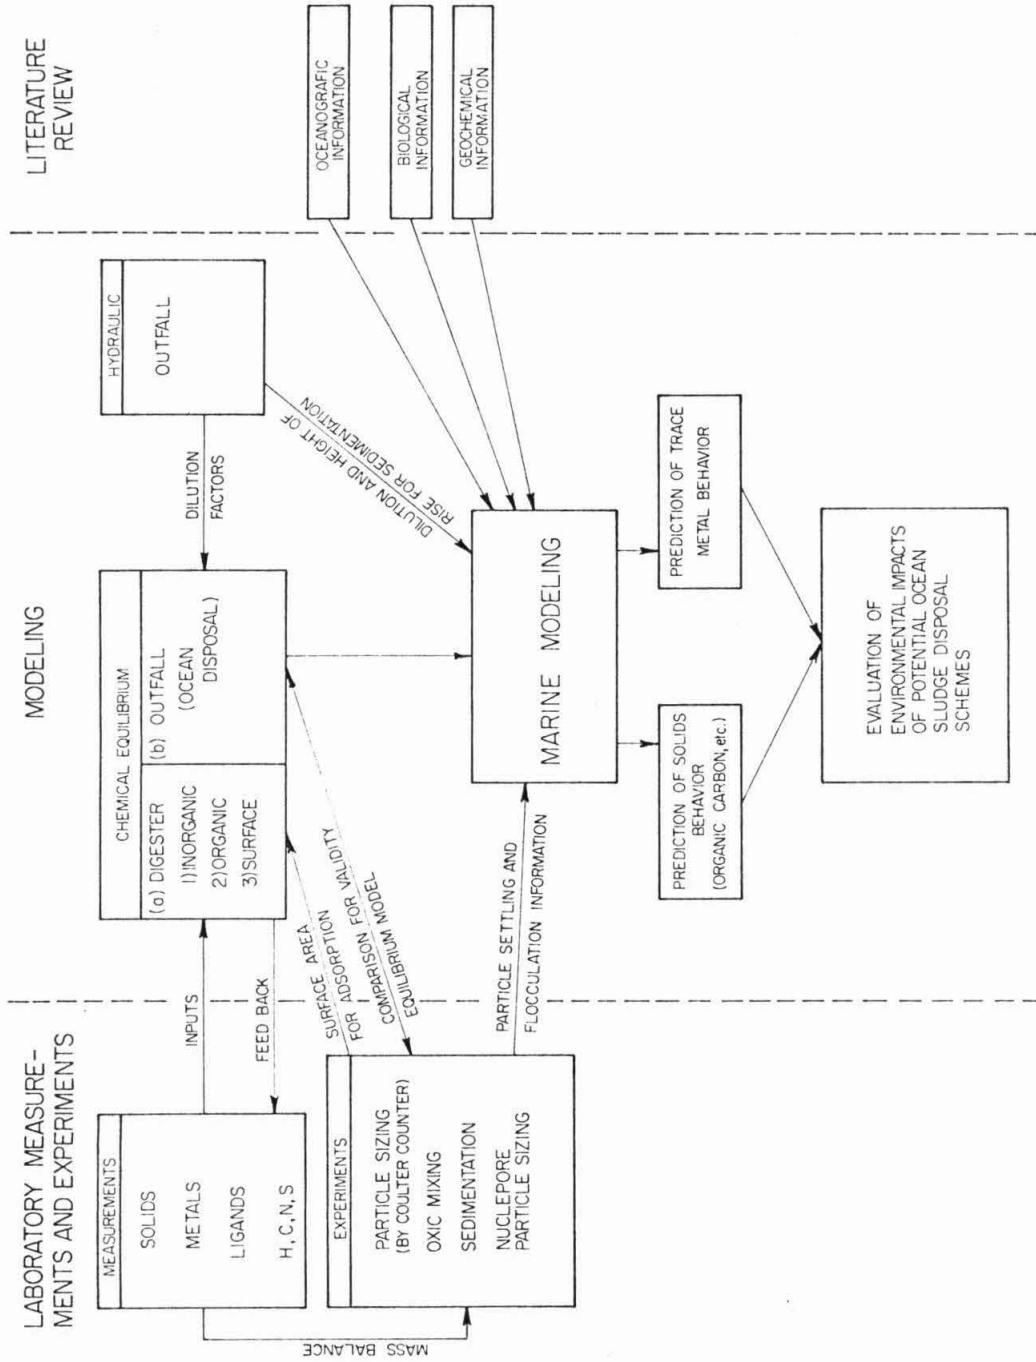 LABORATORY MEASURE-
MENTS AND EXPERIMENTS
MODELING
LITERATURE
REVIEW
MEASUREMENTS
SOLIDS
METALS
LIGANDS
H, C, N, S
INPUTS
FEED BACK
CHEMICAL EQUILIBRIUM
(a) DIGESTER
1) INORGANIC
2) ORGANIC
3) SURFACE
(b) OUTFALL
(OCEAN
DISPOSAL)
DILUTION
FACTORS
HYDRAULIC
OUTFALL
MASS BALANCE
EXPERIMENTS
PARTICLE SIZING
(BY COULTER COUNTER)
OXIC MIXING
SEDIMENTATION
NUCLEPORE
PARTICLE SIZING
SURFACE AREA
FOR ADSORPTION
COMPARISON FOR VALIDITY
EQUILIBRIUM MODEL
DILUTION AND HEIGHT OF
RISE FOR SEDIMENTATION
PARTICLE SETTLING AND
FLOCCULATION INFORMATION
MARINE MODELING
OCEANOGRAFIC
INFORMATION
BIOLOGICAL
INFORMATION
GEOCHEMICAL
INFORMATION
PREDICTION OF SOLIDS
BEHAVIOR
(ORGANIC CARBON, etc.)
PREDICTION OF TRACE
METAL BEHAVIOR
EVALUATION OF
ENVIRONMENTAL IMPACTS
OF POTENTIAL OCEAN
SLUDGE DISPOSAL
SCHEMES